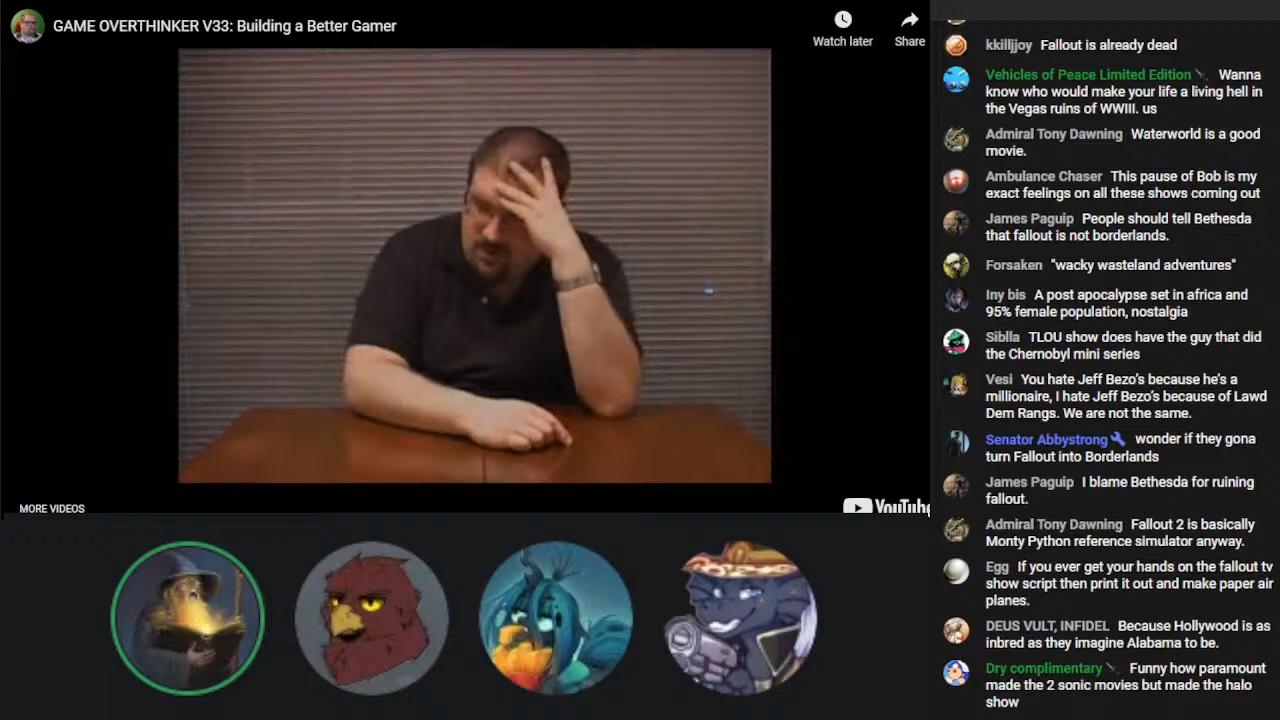 GAME OVERTHINKER V33: Building a Better Gamer
Watch later
Share
MORE VIDEOS
YouTube
kkilljjoy Fallout is already dead
Vehicles of Peace Limited Edition Wanna
know who would make your life a living hell in
the Vegas ruins of WWIII. us
Admiral Tony Dawning Waterworld is a good
movie.
Ambulance Chaser This pause of Bob is my
exact feelings on all these shows coming out
James Paguip People should tell Bethesda
that fallout is not borderlands.
Forsaken "wacky wasteland adventures"
Iny bis A post apocalypse set in africa and
95% female population, nostalgia
Siblla TLOU show does have the guy that did
the Chernobyl mini series
Vesi You hate Jeff Bezo's because he's a
millionaire, I hate Jeff Bezo's because of Lawd
Dem Rangs. We are not the same.
Senator Abbystrong wonder if they gona
turn Fallout into Borderlands
James Paguip I blame Bethesda for ruining
fallout.
Admiral Tony Dawning Fallout 2 is basically
Monty Python reference simulator anyway.
Egg If you ever get your hands on the fallout tv
show script then print it out and make paper air
planes.
DEUS VULT, INFIDEL Because Hollywood is as
inbred as they imagine Alabama to be.
Dry complimentary Funny how paramount
made the 2 sonic movies but made the halo
show